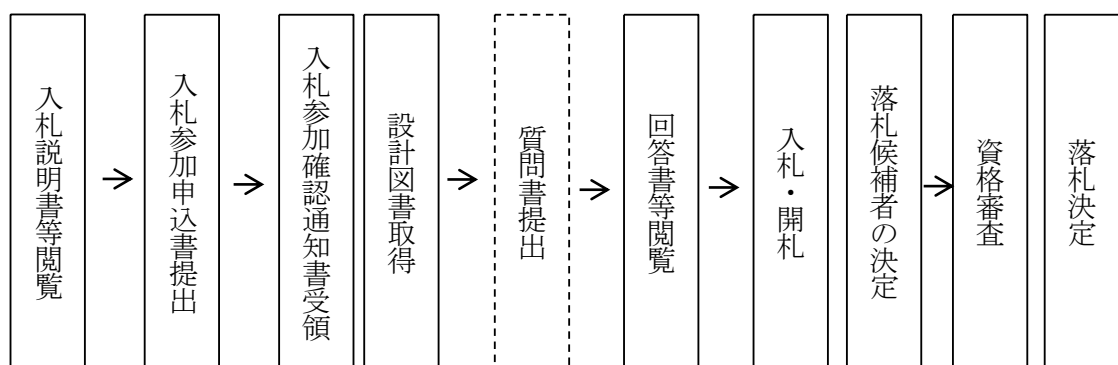 入札説明書等閲覧
入札参加申込書提出
入札参加確認通知書受領
設計図書取得
質問書提出
回答書等閲覧
入札・開札
落札候補者の決定
資格審査
落札決定